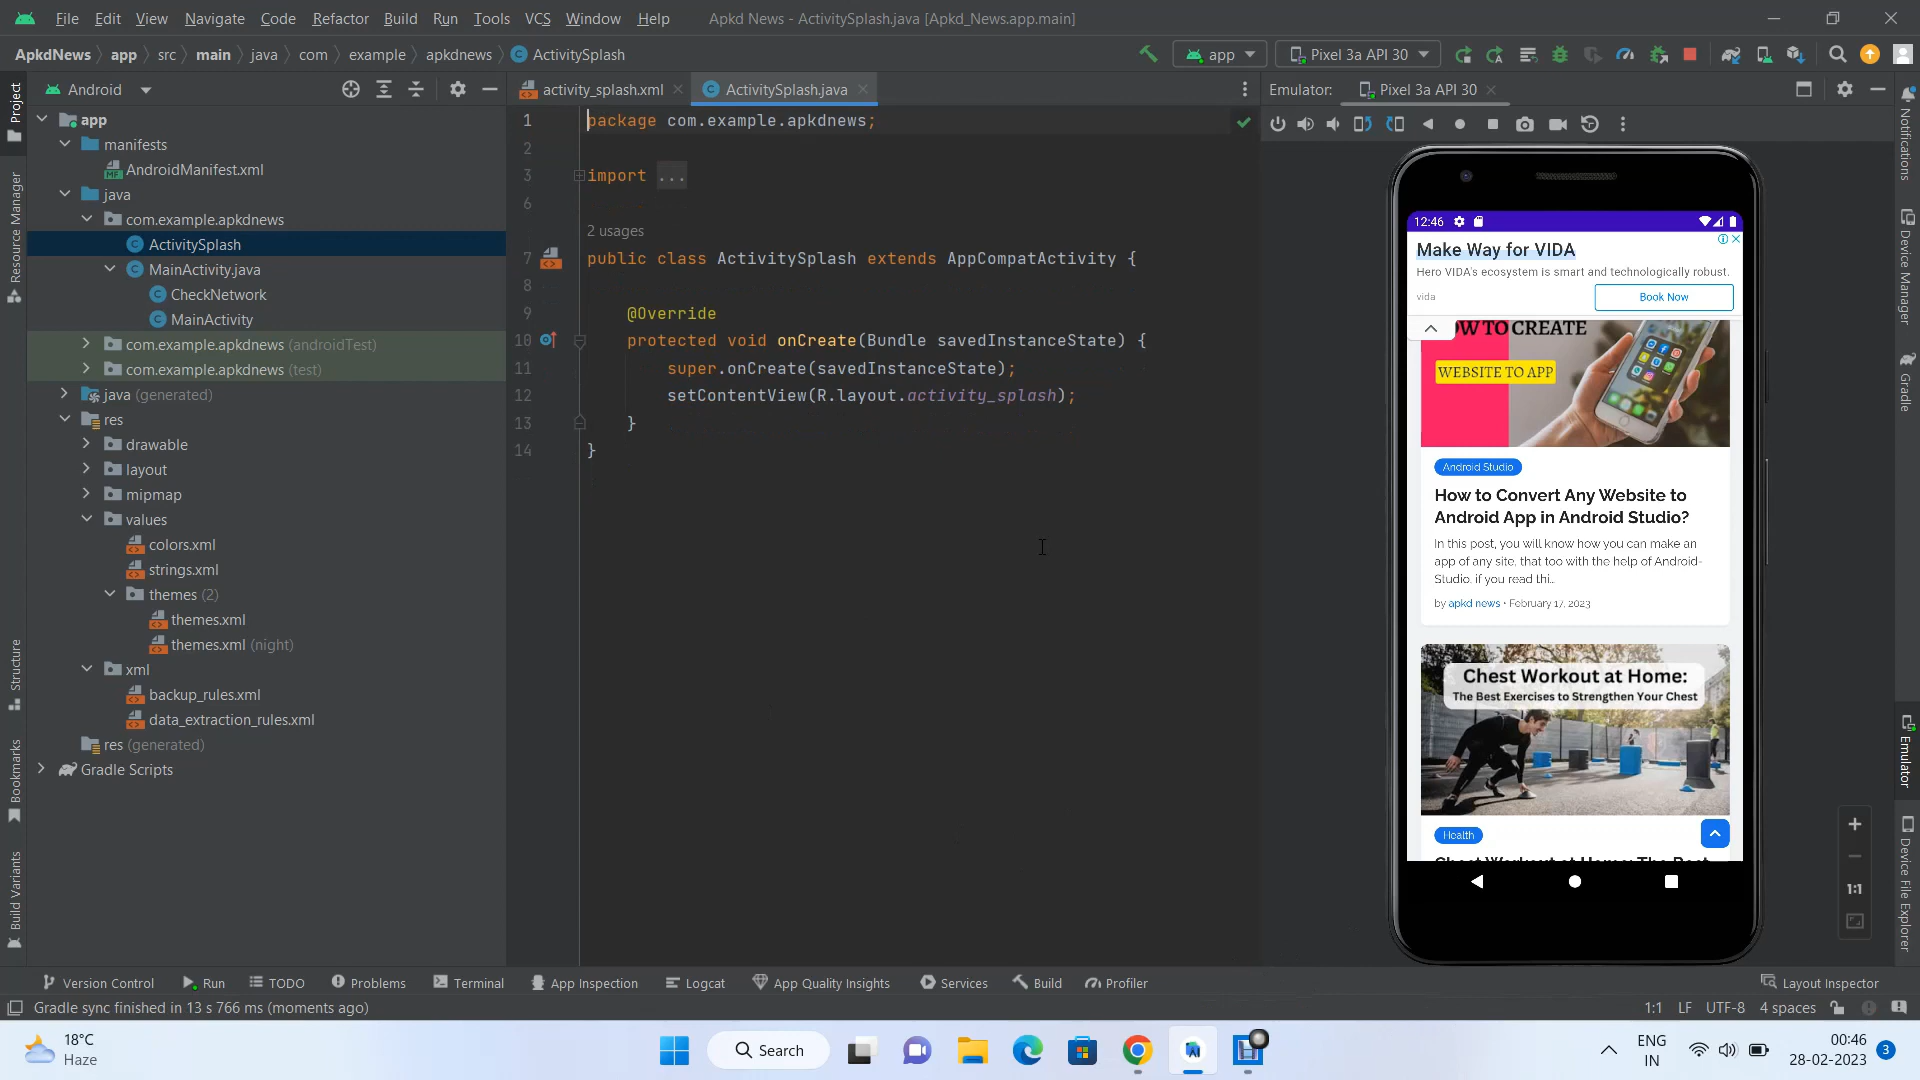 File Edit View Navigate Code Refactor Build Run Tools VCS Window Help Apkd News - ActivitySplash.java [Apkd_News.app.main]
ApkdNews app src main java com example apkdnews ActivitySplash app Pixel 3a API 30
Android activity_splash.xml ActivitySplash.java Emulator: Pixel 3a API 30
Project
Resource Manager
Structure
Bookmarks
Build Variants
app
manifests
AndroidManifest.xml
java
com.example.apkdnews
ActivitySplash
MainActivity.java
CheckNetwork
MainActivity
com.example.apkdnews (androidTest)
com.example.apkdnews (test)
java (generated)
res
drawable
layout
mipmap
values
colors.xml
strings.xml
themes (2)
themes.xml
themes.xml (night)
xml
backup_rules.xml
data_extraction_rules.xml
res (generated)
Gradle Scripts
1 package com.example.apkdnews;
2
3 import ...
6
2 usages
7 public class ActivitySplash extends AppCompatActivity {
8
9 @Override
10 protected void onCreate(Bundle savedInstanceState) {
11 super.onCreate(savedInstanceState);
12 setContentView(R.layout.activity_splash);
13 }
14 }
12:46
Make Way for VIDA
Hero VIDA's ecosystem is smart and technologically robust.
vida Book Now
OW TO CREATE
WEBSITE TO APP
Android Studio
How to Convert Any Website to
Android App in Android Studio?
In this post, you will know how you can make an
app of any site, that too with the help of Android-
Studio, if you read thi...
by apkd news • February 17, 2023
Chest Workout at Home:
The Best Exercises to Strengthen Your Chest
Health
Chest Workout at Home: The Best
1:1
Notifications
Device Manager
Gradle
Emulator
Device File Explorer
Version Control Run TODO Problems Terminal App Inspection Logcat App Quality Insights Services Build Profiler Layout Inspector
Gradle sync finished in 13 s 766 ms (moments ago) 1:1 LF UTF-8 4 spaces
18°C
Haze
Search
ENG
IN
00:46
28-02-2023
3